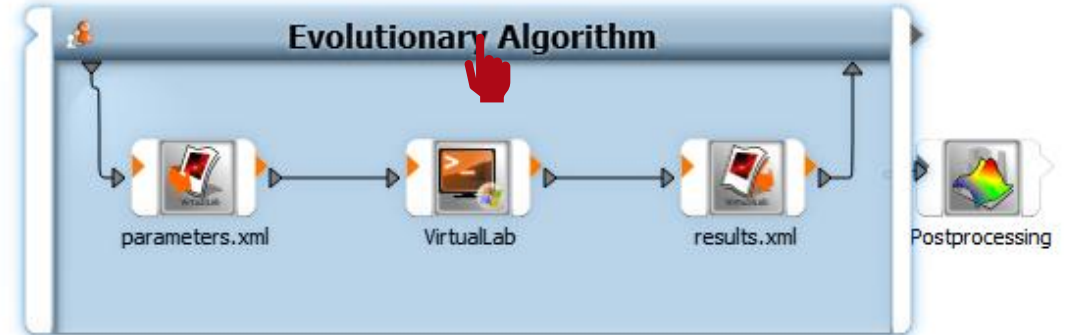 Evolutionary Algorithm
parameters.xml
VirtualLab
results.xml
Postprocessing